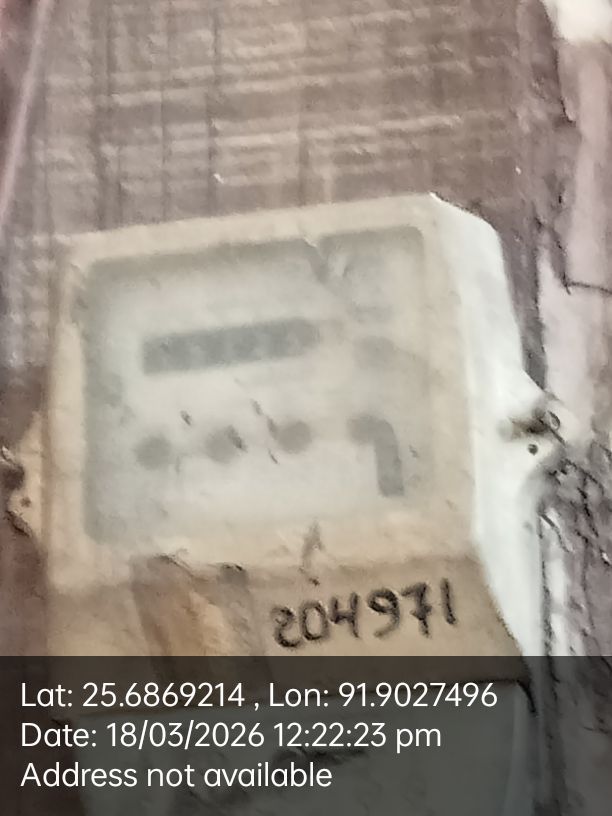 204971
Lat: 25.6869214 , Lon: 91.9027496
Date: 18/03/2026 12:22:23 pm
Address not available